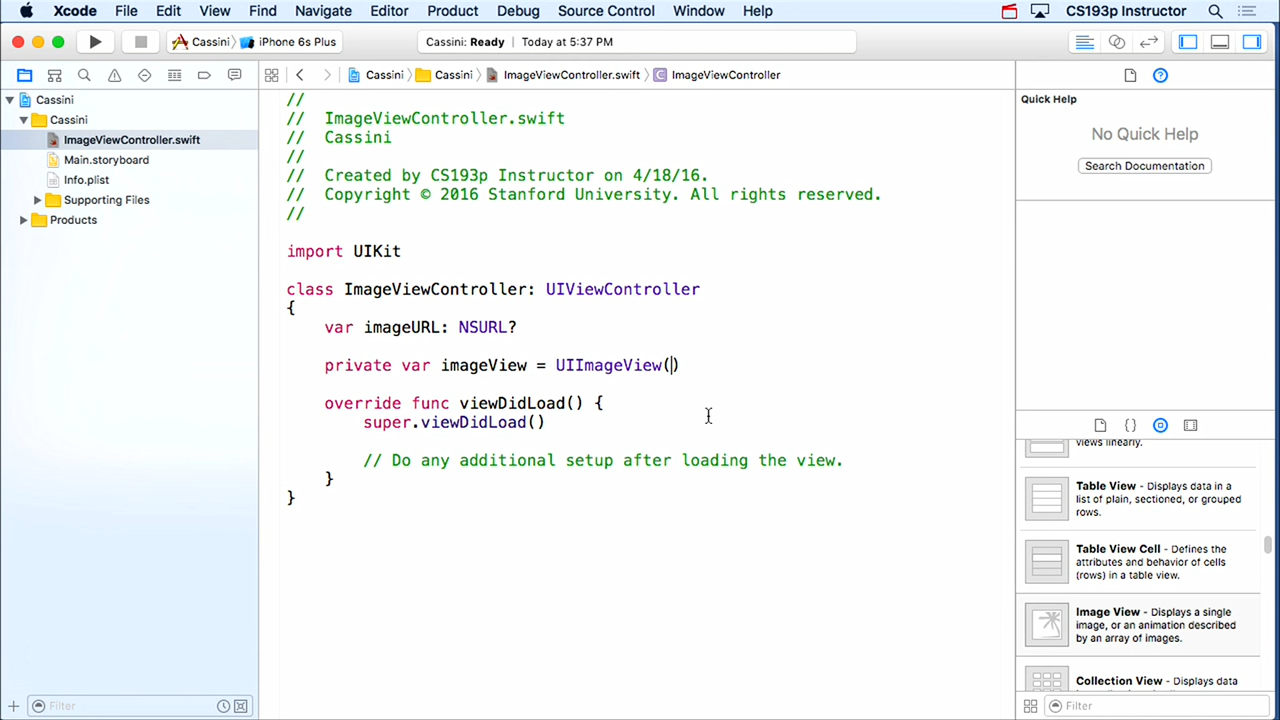 Xcode File Edit View Find Navigate Editor Product Debug Source Control Window Help CS193p Instructor
Cassini iPhone 6s Plus Cassini: Ready Today at 5:37 PM
Cassini Cassini ImageViewController.swift ImageViewController
Cassini
Cassini
ImageViewController.swift
Main.storyboard
Info.plist
Supporting Files
Products
Filter
//
// ImageViewController.swift
// Cassini
//
// Created by CS193p Instructor on 4/18/16.
// Copyright © 2016 Stanford University. All rights reserved.
//
import UIKit
class ImageViewController: UIViewController
{
var imageURL: NSURL?
private var imageView = UIImageView()
override func viewDidLoad() {
super.viewDidLoad()
// Do any additional setup after loading the view.
}
}
Quick Help
No Quick Help
Search Documentation
views linearly.
Table View - Displays data in a
list of plain, sectioned, or grouped
rows.
Table View Cell - Defines the
attributes and behavior of cells
(rows) in a table view.
Image View - Displays a single
image, or an animation described
by an array of images.
Collection View - Displays data
Filter